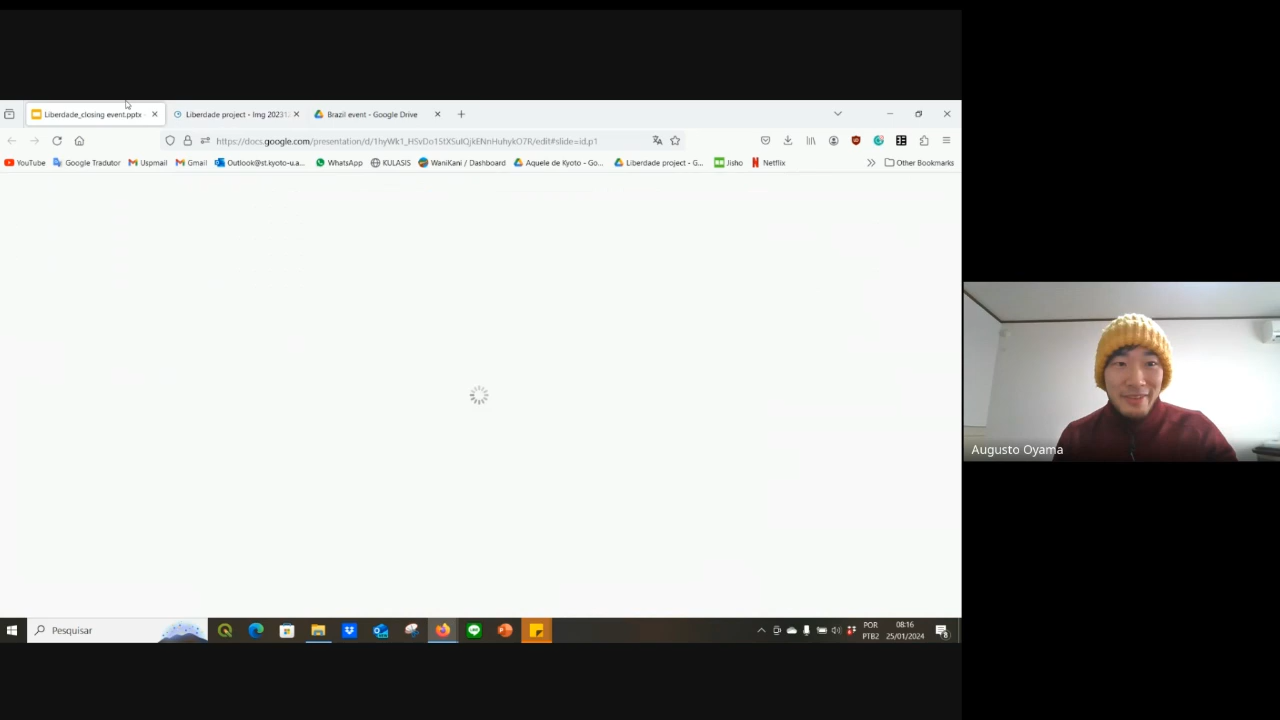 Liberdade_closing event.pptx -
Liberdade project - Img 20231
Brazil event - Google Drive
YouTube
Google Tradutor
Uspmail
Gmail
Outlook@st.kyoto-u.a...
WhatsApp
KULASIS
WaniKani / Dashboard
Aquele de Kyoto - Go...
Liberdade project - G...
Jisho
Netflix
Other Bookmarks
Augusto Oyama
Pesquisar
POR
PTB2
08:16
25/01/2024